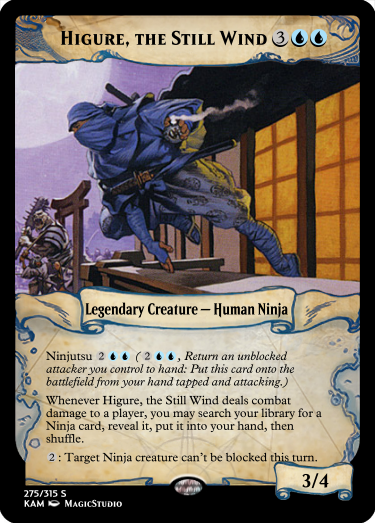 Higure, the Still Wind 3
Legendary Creature — Human Ninja
Ninjutsu 2 ( 2 , Return an unblocked
attacker you control to hand: Put this card onto the
battlefield from your hand tapped and attacking.)
Whenever Higure, the Still Wind deals combat
damage to a player, you may search your library for a
Ninja card, reveal it, put it into your hand, then
shuffle.
2 : Target Ninja creature can't be blocked this turn.
3/4
275/315 S
KAM MagicStudio